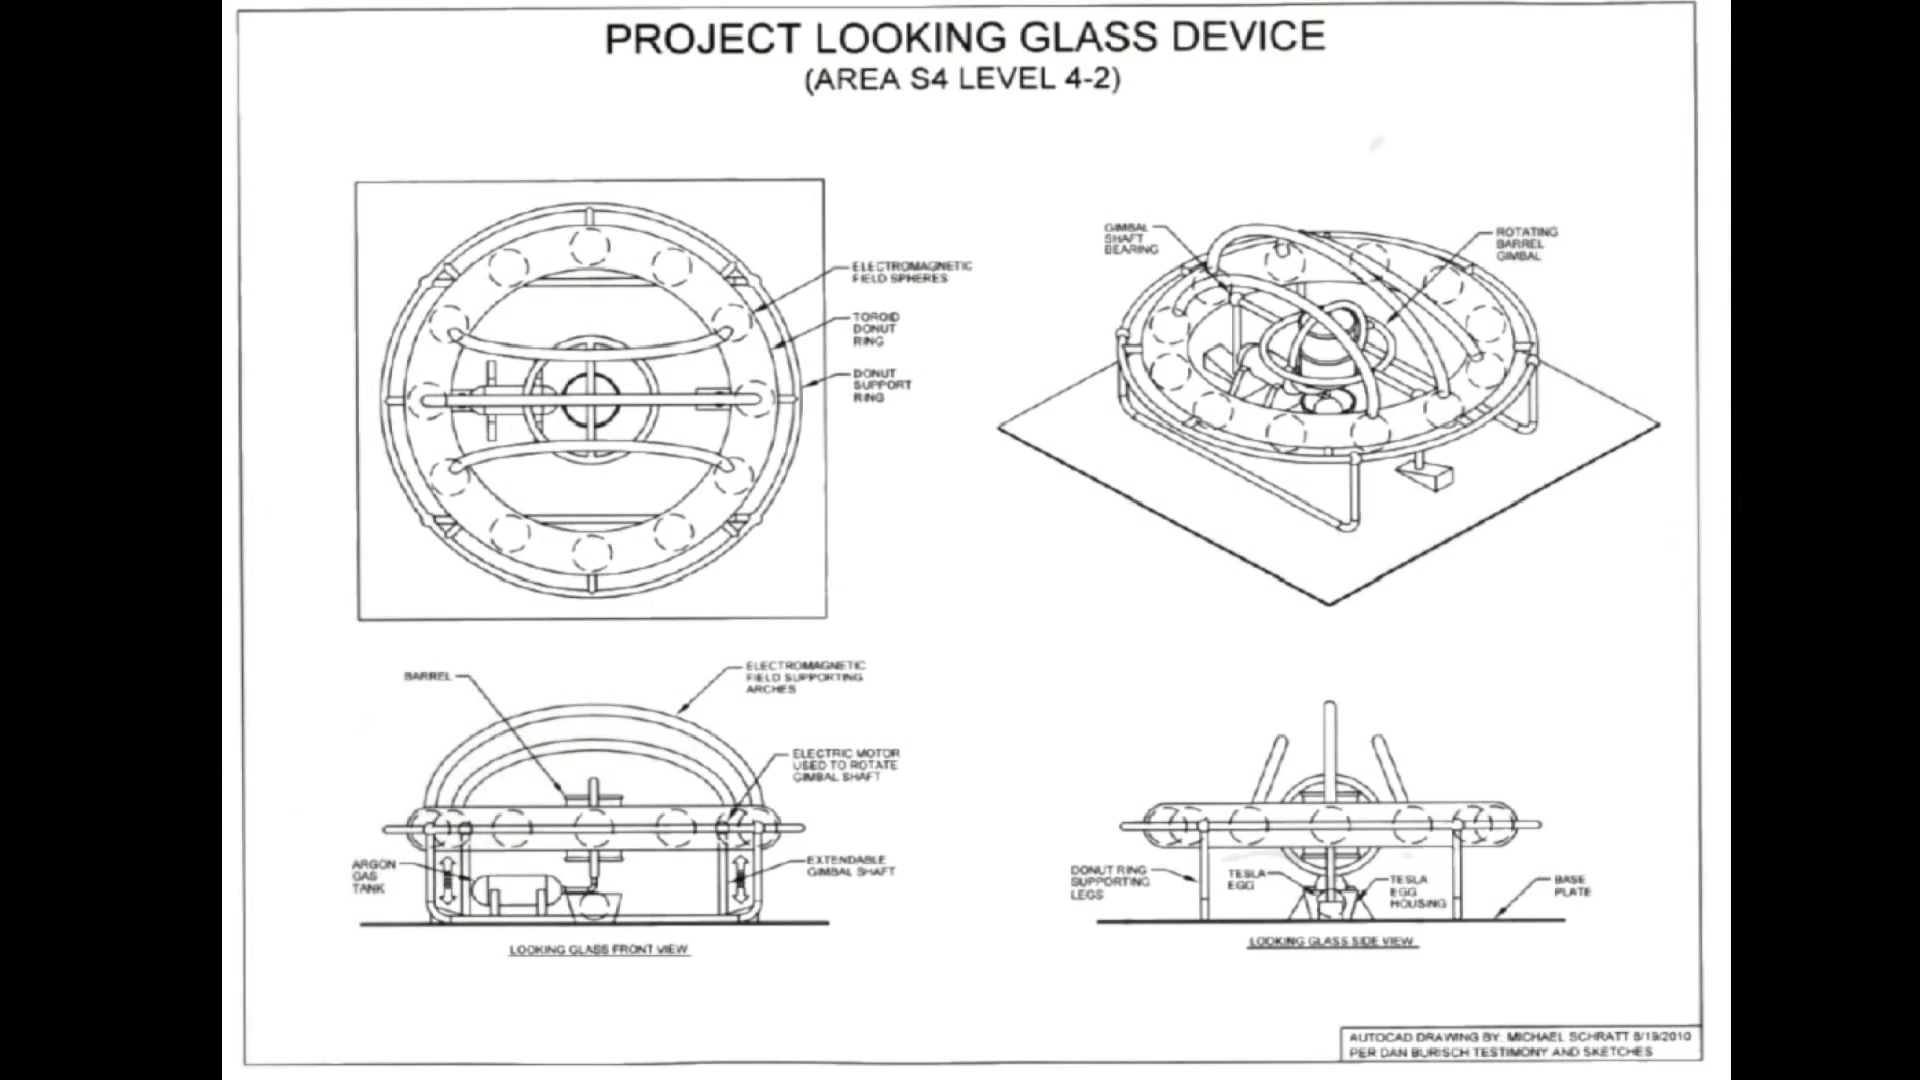 PROJECT LOOKING GLASS DEVICE
(AREA S4 LEVEL 4-2)
ELECTROMAGNETIC
FIELD SPHERES
TOROID
DONUT
RING
DONUT
SUPPORT
RING
GIMBAL
SHAFT
BEARING
ROTATING
BARREL
GIMBAL
BARREL
ELECTROMAGNETIC
FIELD SUPPORTING
ARCHES
ELECTRIC MOTOR
USED TO ROTATE
GIMBAL SHAFT
ARGON
GAS
TANK
EXTENDABLE
GIMBAL SHAFT
LOOKING GLASS FRONT VIEW
DONUT RING
SUPPORTING
LEGS
TESLA
EGG
TESLA
EGG
HOUSING
BASE
PLATE
LOOKING GLASS SIDE VIEW
AUTOCAD DRAWING BY: MICHAEL SCHRATT 8/19/2010
PER DAN BURISCH TESTIMONY AND SKETCHES